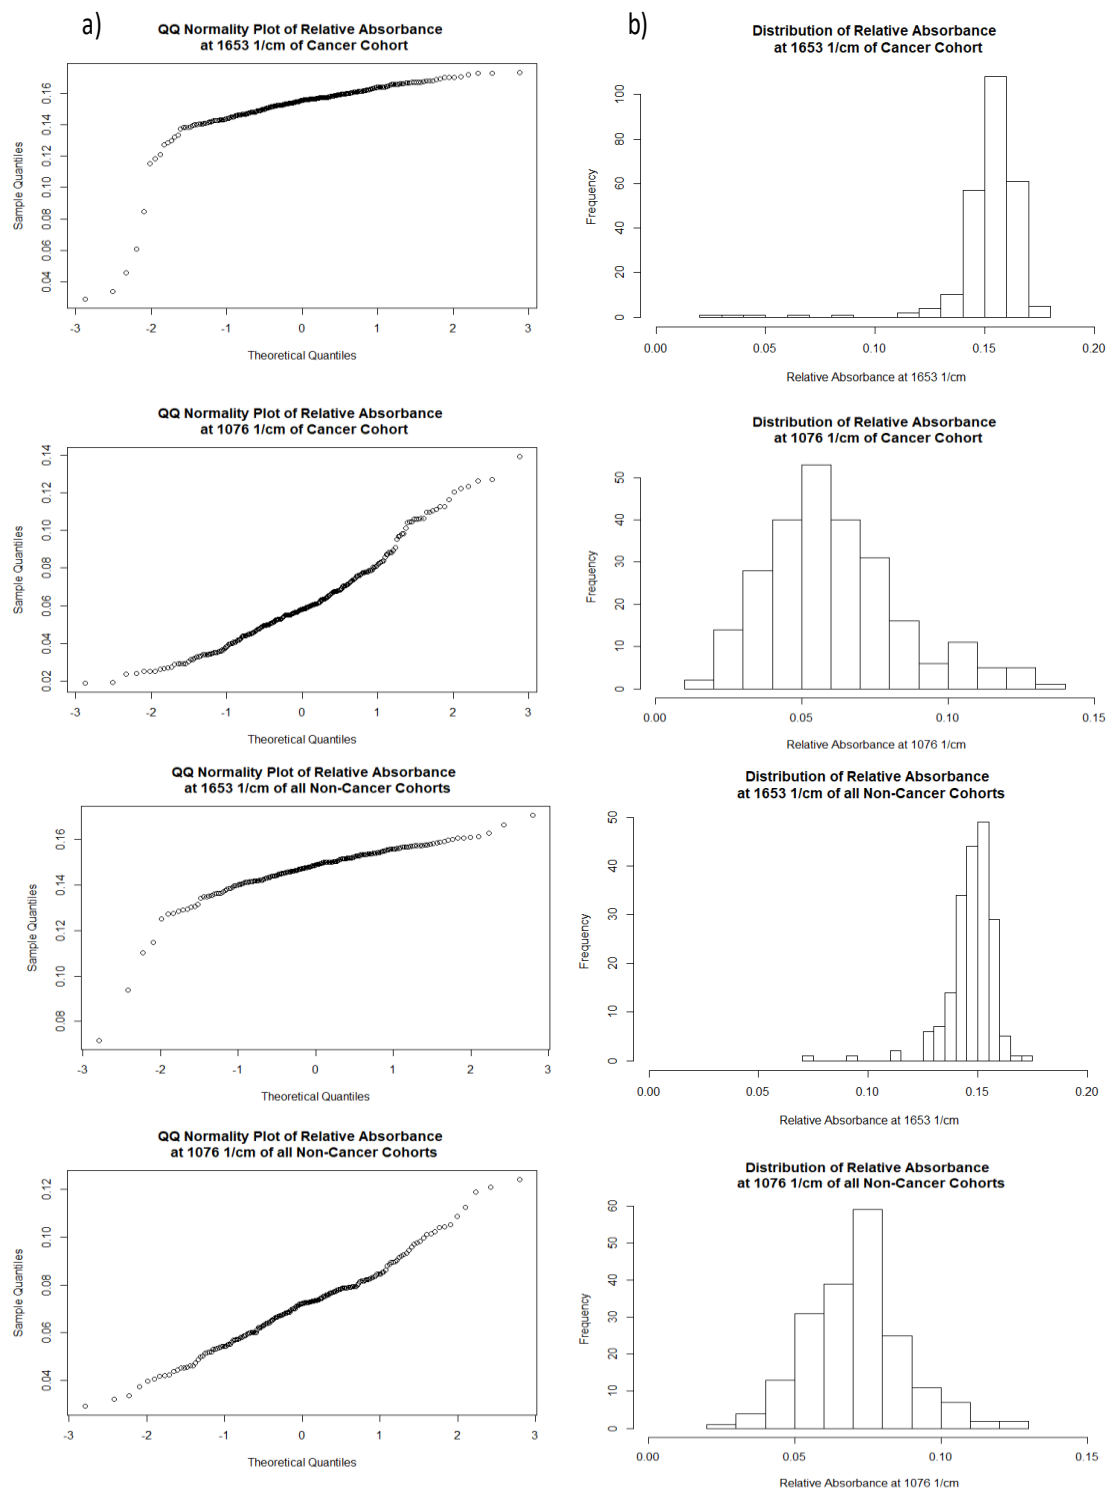 a)
QQ Normality Plot of Relative Absorbance
at 1653 1/cm of Cancer Cohort
Sample Quantiles
0.04 0.06 0.08 0.10 0.12 0.14 0.16
-3 -2 -1 0 1 2 3
Theoretical Quantiles
b)
Distribution of Relative Absorbance
at 1653 1/cm of Cancer Cohort
Frequency
0 20 40 60 80 100
0.00 0.05 0.10 0.15 0.20
Relative Absorbance at 1653 1/cm
QQ Normality Plot of Relative Absorbance
at 1076 1/cm of Cancer Cohort
Sample Quantiles
0.02 0.04 0.06 0.08 0.10 0.12 0.14
-3 -2 -1 0 1 2 3
Theoretical Quantiles
Distribution of Relative Absorbance
at 1076 1/cm of Cancer Cohort
Frequency
0 10 20 30 40 50
0.00 0.05 0.10 0.15
Relative Absorbance at 1076 1/cm
QQ Normality Plot of Relative Absorbance
at 1653 1/cm of all Non-Cancer Cohorts
Sample Quantiles
0.08 0.10 0.12 0.14 0.16
-3 -2 -1 0 1 2 3
Theoretical Quantiles
Distribution of Relative Absorbance
at 1653 1/cm of all Non-Cancer Cohorts
Frequency
0 10 20 30 40 50
0.00 0.05 0.10 0.15 0.20
Relative Absorbance at 1653 1/cm
QQ Normality Plot of Relative Absorbance
at 1076 1/cm of all Non-Cancer Cohorts
Sample Quantiles
0.04 0.06 0.08 0.10 0.12
-3 -2 -1 0 1 2 3
Theoretical Quantiles
Distribution of Relative Absorbance
at 1076 1/cm of all Non-Cancer Cohorts
Frequency
0 10 20 30 40 50 60
0.00 0.05 0.10 0.15
Relative Absorbance at 1076 1/cm